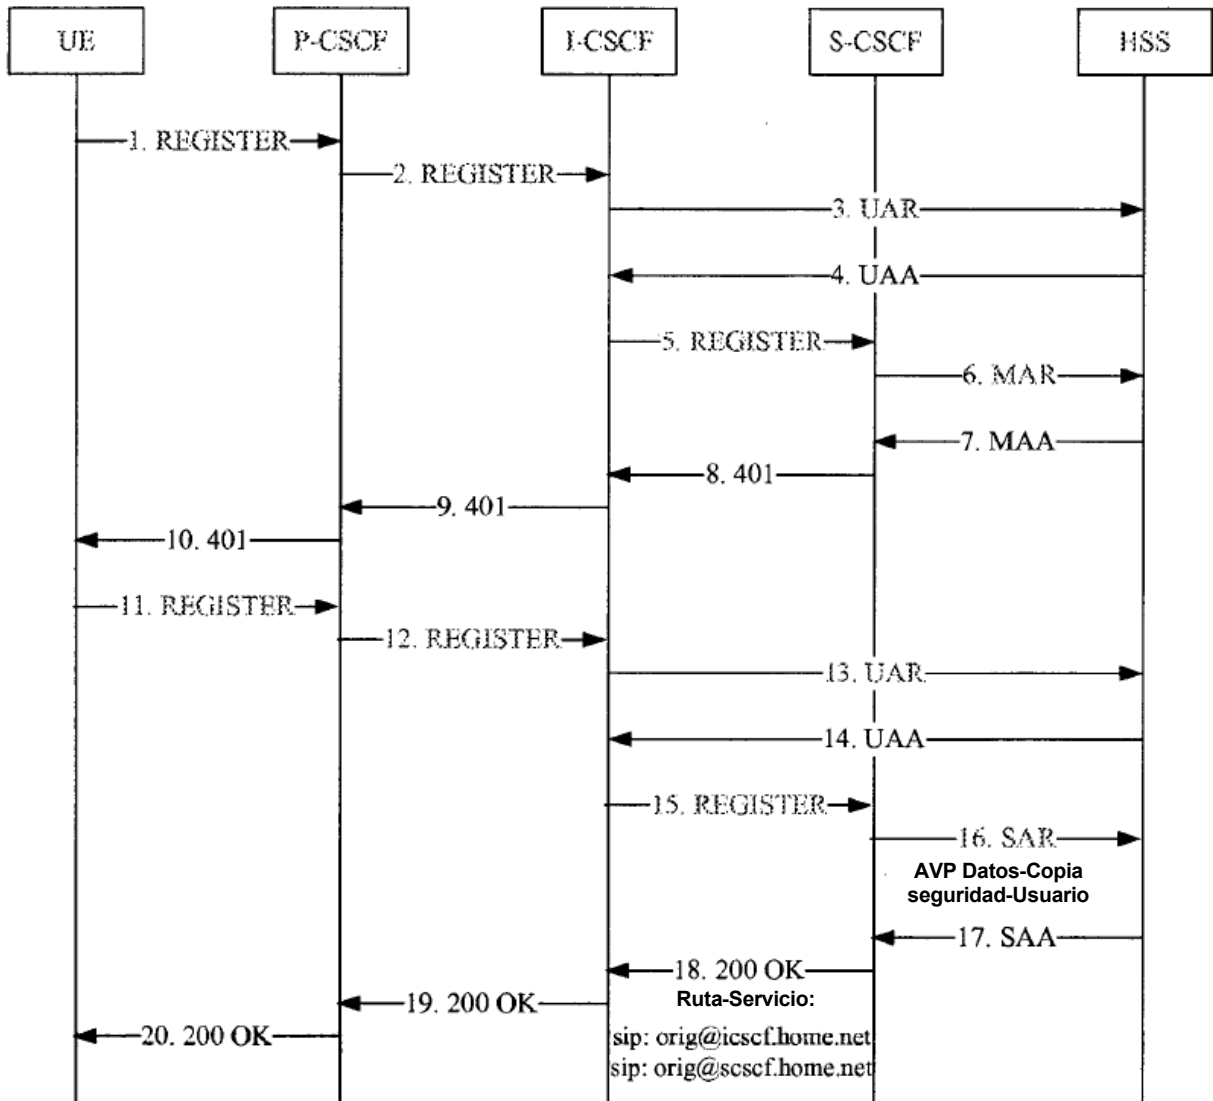 UE
P-CSCF
I-CSCF
S-CSCF
HSS
1. REGISTER
2. REGISTER
3. UAR
4. UAA
5. REGISTER
6. MAR
7. MAA
8. 401
9. 401
10. 401
11. REGISTER
12. REGISTER
13. UAR
14. UAA
15. REGISTER
16. SAR
AVP Datos-Copia
seguridad-Usuario
17. SAA
18. 200 OK
Ruta-Servicio:
19. 200 OK
20. 200 OK
sip: orig@icscf.home.net
sip: orig@scscf.home.net